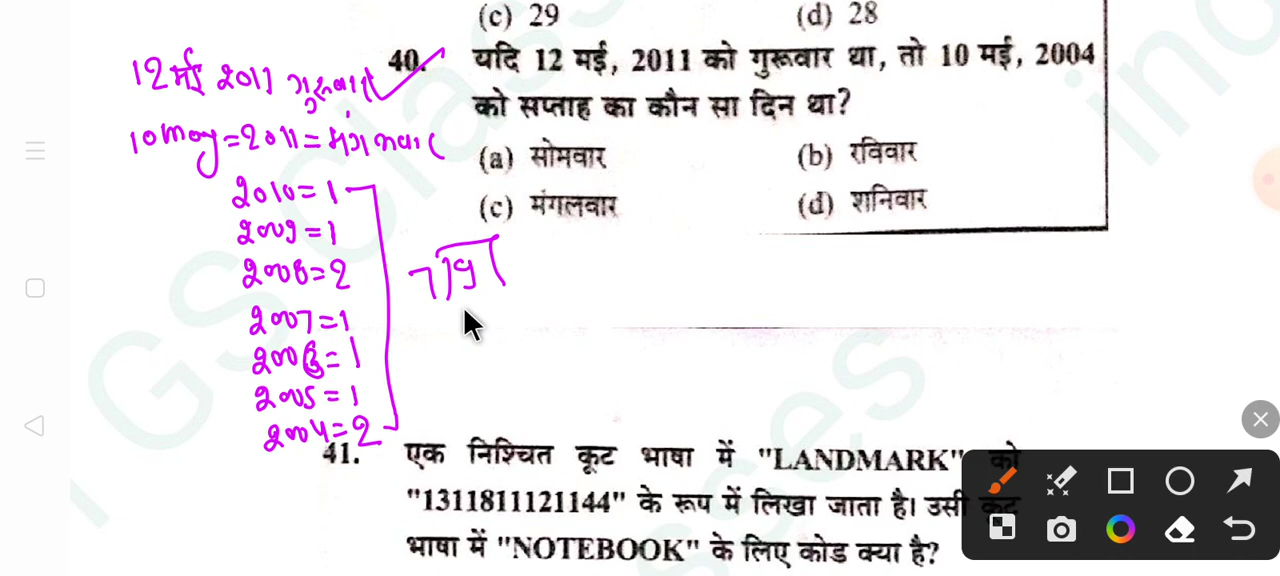 (c) 29 (d) 28
40. यदि 12 मई, 2011 को गुरूवार था, तो 10 मई, 2004
को सप्ताह का कौन सा दिन था?
(a) सोमवार (b) रविवार
(c) मंगलवार (d) शनिवार
12 मई 2011 गुरूवार
10 may = 2011 = मंगलवार
2010 = 1
2009 = 1
2008 = 2
2007 = 1
2006 = 1
2005 = 1
2004 = 2
41. एक निश्चित कूट भाषा में "LANDMARK" को
"1311811121144" के रूप में लिखा जाता है। उसी कूट
भाषा में "NOTEBOOK" के लिए कोड क्या है?
GS Classes